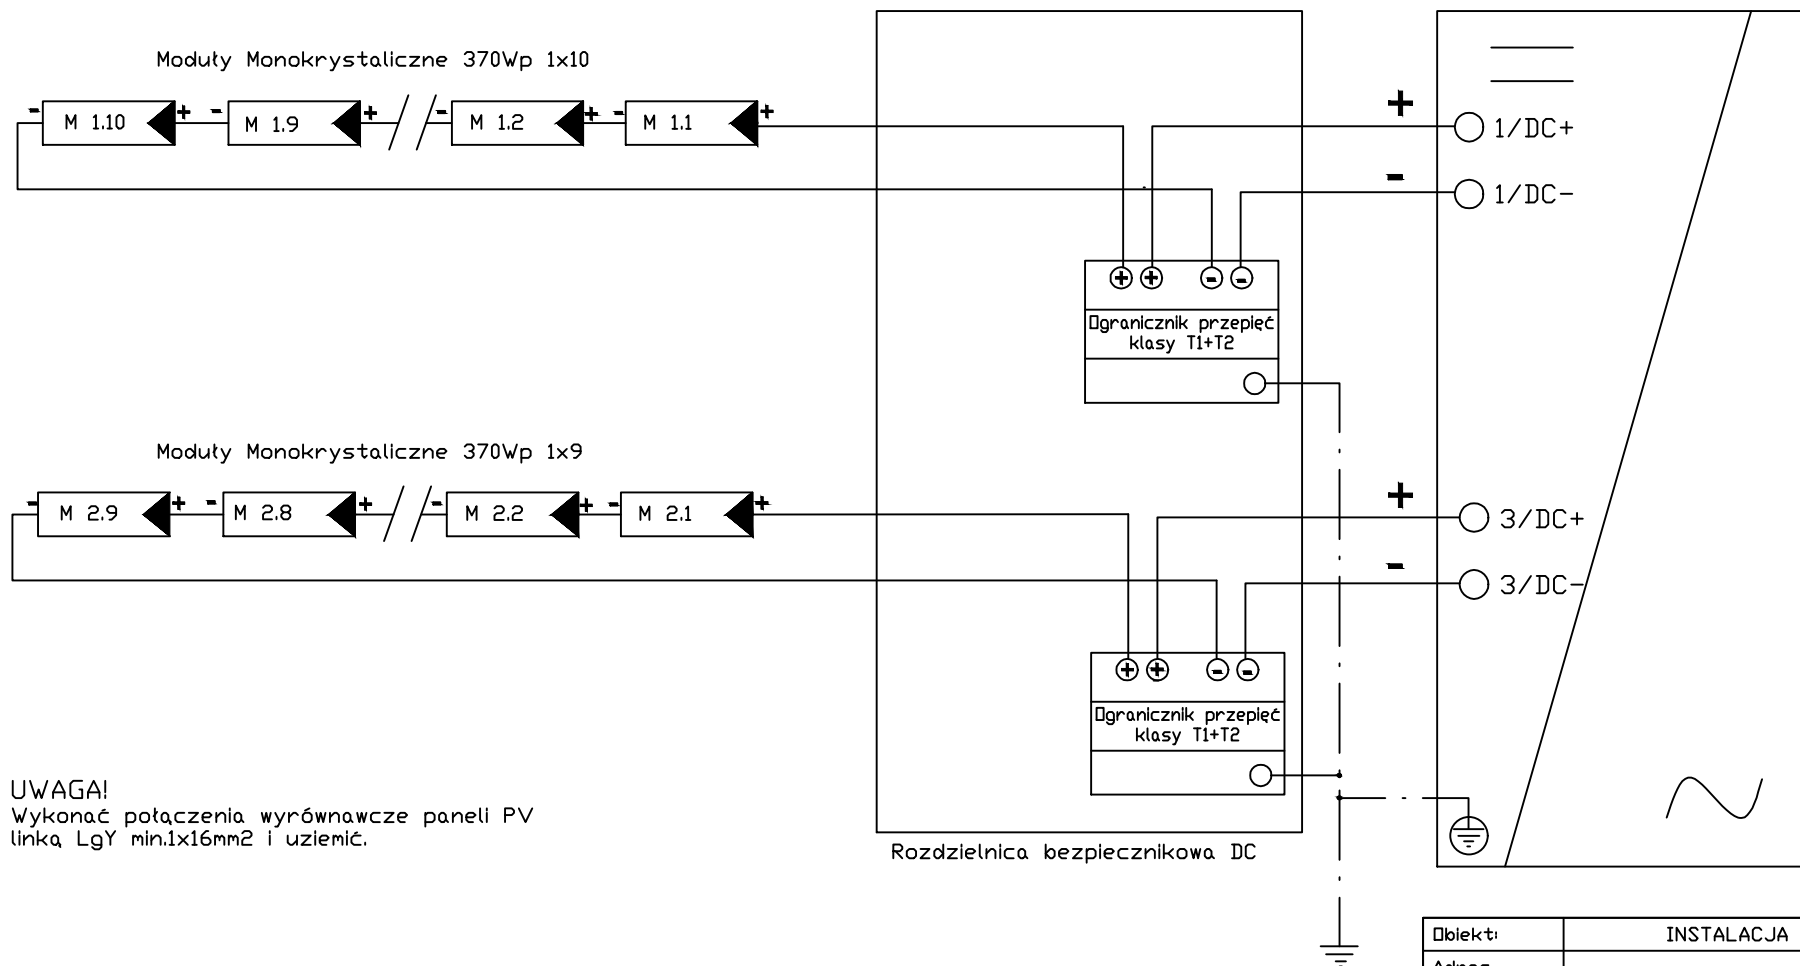 Moduły Monokrystaliczne 370Wp 1x10
- M 1.10 + - M 1.9 + - M 1.2 + - M 1.1 +
+
1/DC+
-
1/DC-
+ + - -
Ogranicznik przepięć
klasy T1+T2
Moduły Monokrystaliczne 370Wp 1x9
- M 2.9 + - M 2.8 + - M 2.2 + - M 2.1 +
+
3/DC+
-
3/DC-
+ + - -
Ogranicznik przepięć
klasy T1+T2
UWAGA!
Wykonać połączenia wyrównawcze paneli PV
linką LgY min.1x16mm2 i uziemić.
Rozdzielnica bezpiecznikowa DC
Obiekt: INSTALACJA